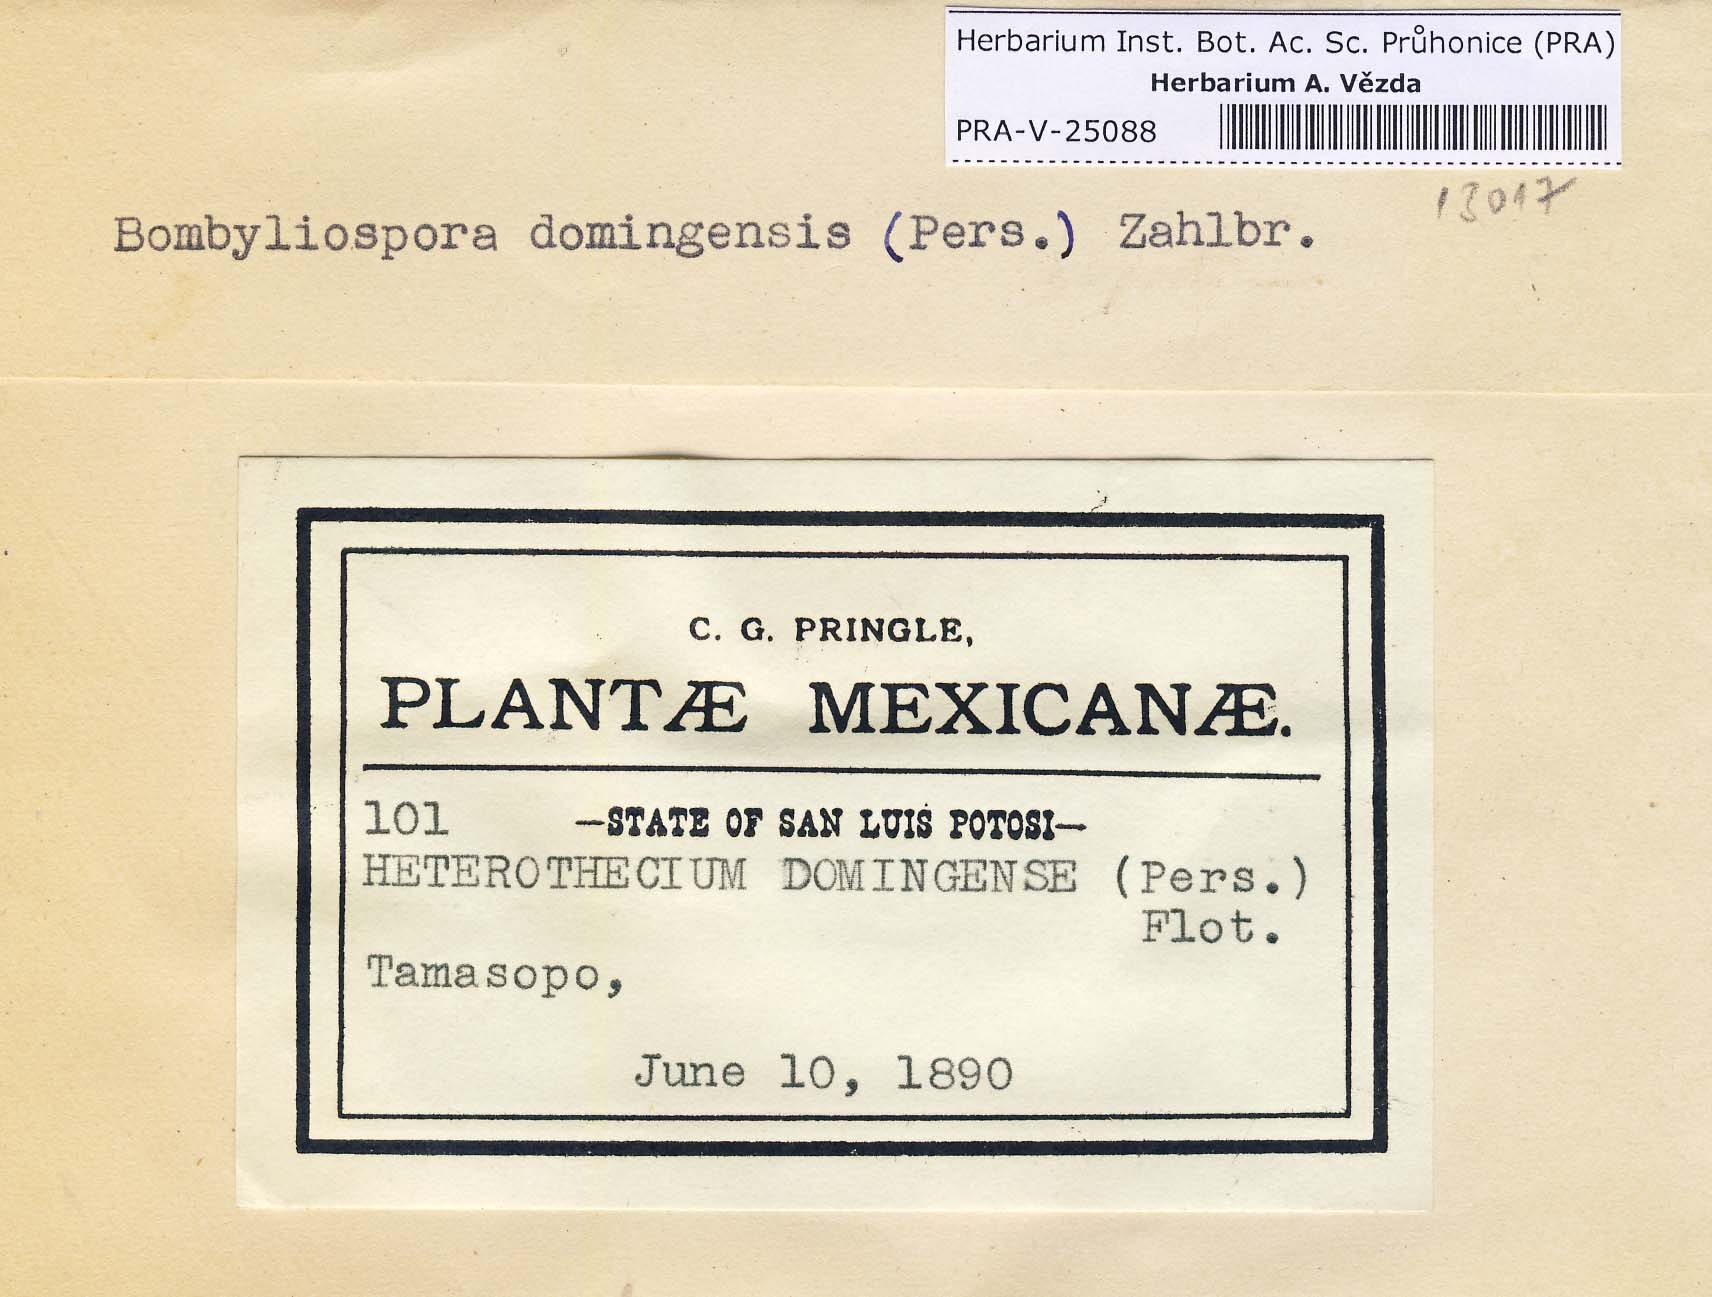 Herbarium Inst. Bot. Ac. Sc. Průhonice (PRA)
Herbarium A. Vězda
PRA-V-25088
13017
Bombyliospora domingensis (Pers.) Zahlbr.
C. G. PRINGLE,
PLANTÆ MEXICANÆ.
101 —STATE OF SAN LUIS POTOSI—
HETEROTHECIUM DOMINGENSE (Pers.)
Flot.
Tamasopo,
June 10, 1890